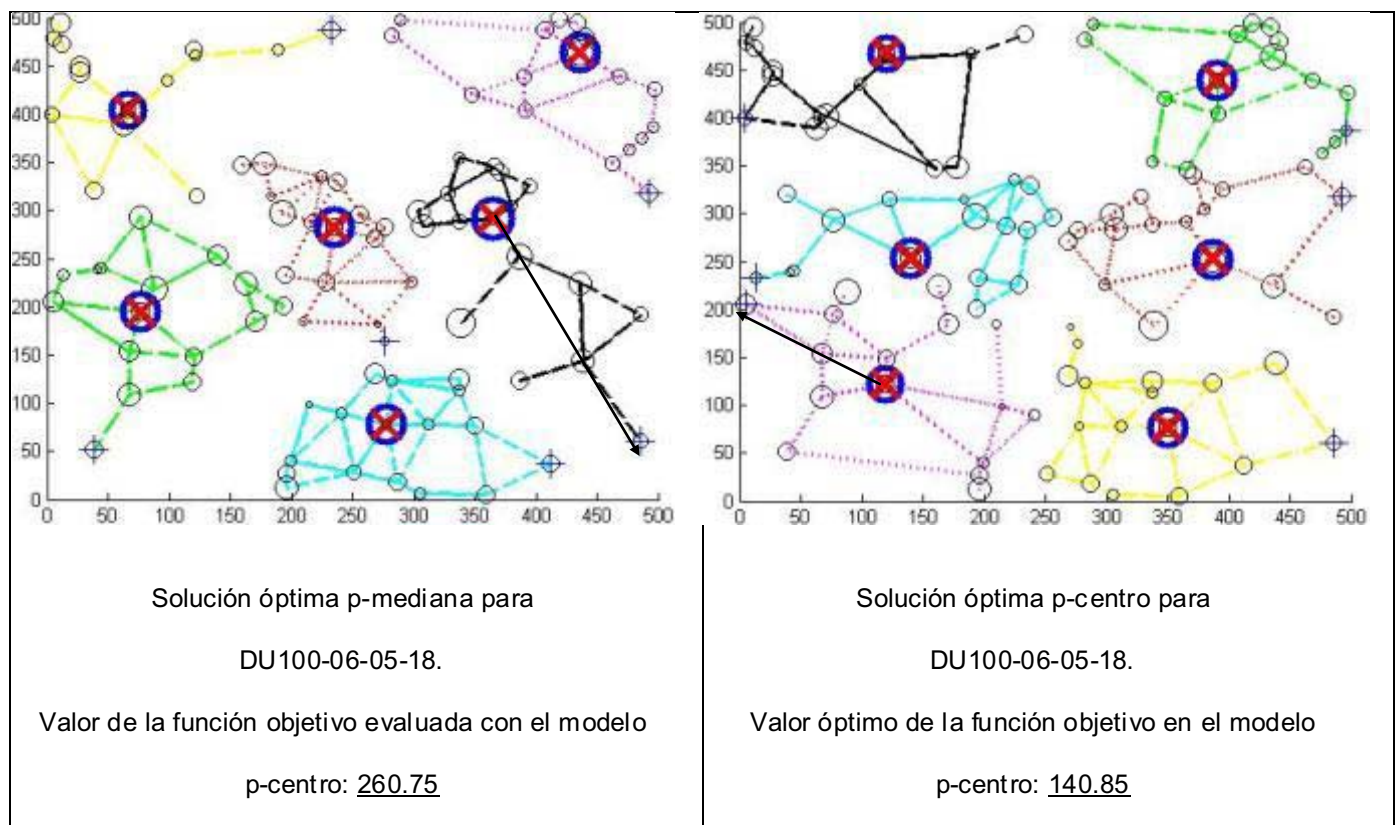 500
450
400
350
300
250
200
150
100
50
0
0 50 100 150 200 250 300 350 400 450 500
500
450
400
350
300
250
200
150
100
50
0
0 50 100 150 200 250 300 350 400 450 500
Solución óptima p-mediana para
DU100-06-05-18.
Valor de la función objetivo evaluada con el modelo
p-centro: 260.75
Solución óptima p-centro para
DU100-06-05-18.
Valor óptimo de la función objetivo en el modelo
p-centro: 140.85